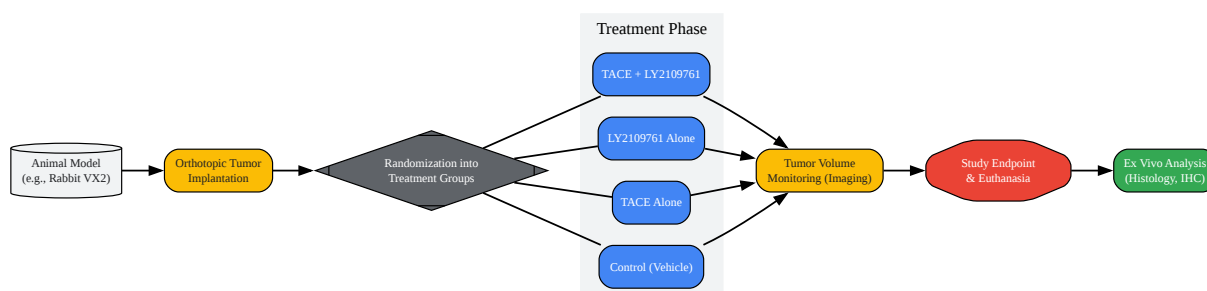 Treatment Phase
Animal Model
(e.g., Rabbit VX2)
Orthotopic Tumor
Implantation
Randomization into
Treatment Groups
TACE + LY2109761
LY2109761 Alone
TACE Alone
Control (Vehicle)
Tumor Volume
Monitoring (Imaging)
Study Endpoint
& Euthanasia
Ex Vivo Analysis
(Histology, IHC)